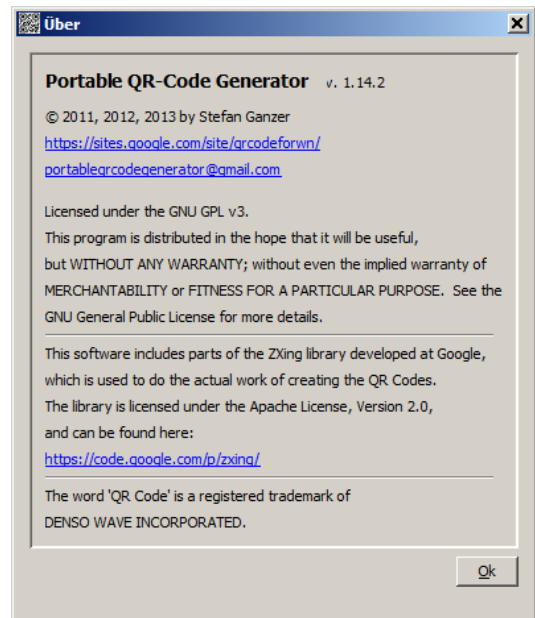 Über
Portable QR-Code Generator v. 1.14.2
© 2011, 2012, 2013 by Stefan Ganzer
https://sites.google.com/site/qrcodeforwn/
portableqrcodegenerator@gmail.com
Licensed under the GNU GPL v3.
This program is distributed in the hope that it will be useful,
but WITHOUT ANY WARRANTY; without even the implied warranty of
MERCHANTABILITY or FITNESS FOR A PARTICULAR PURPOSE. See the
GNU General Public License for more details.
This software includes parts of the ZXing library developed at Google,
which is used to do the actual work of creating the QR Codes.
The library is licensed under the Apache License, Version 2.0,
and can be found here:
https://code.google.com/p/zxing/
The word 'QR Code' is a registered trademark of
DENSO WAVE INCORPORATED.
Ok